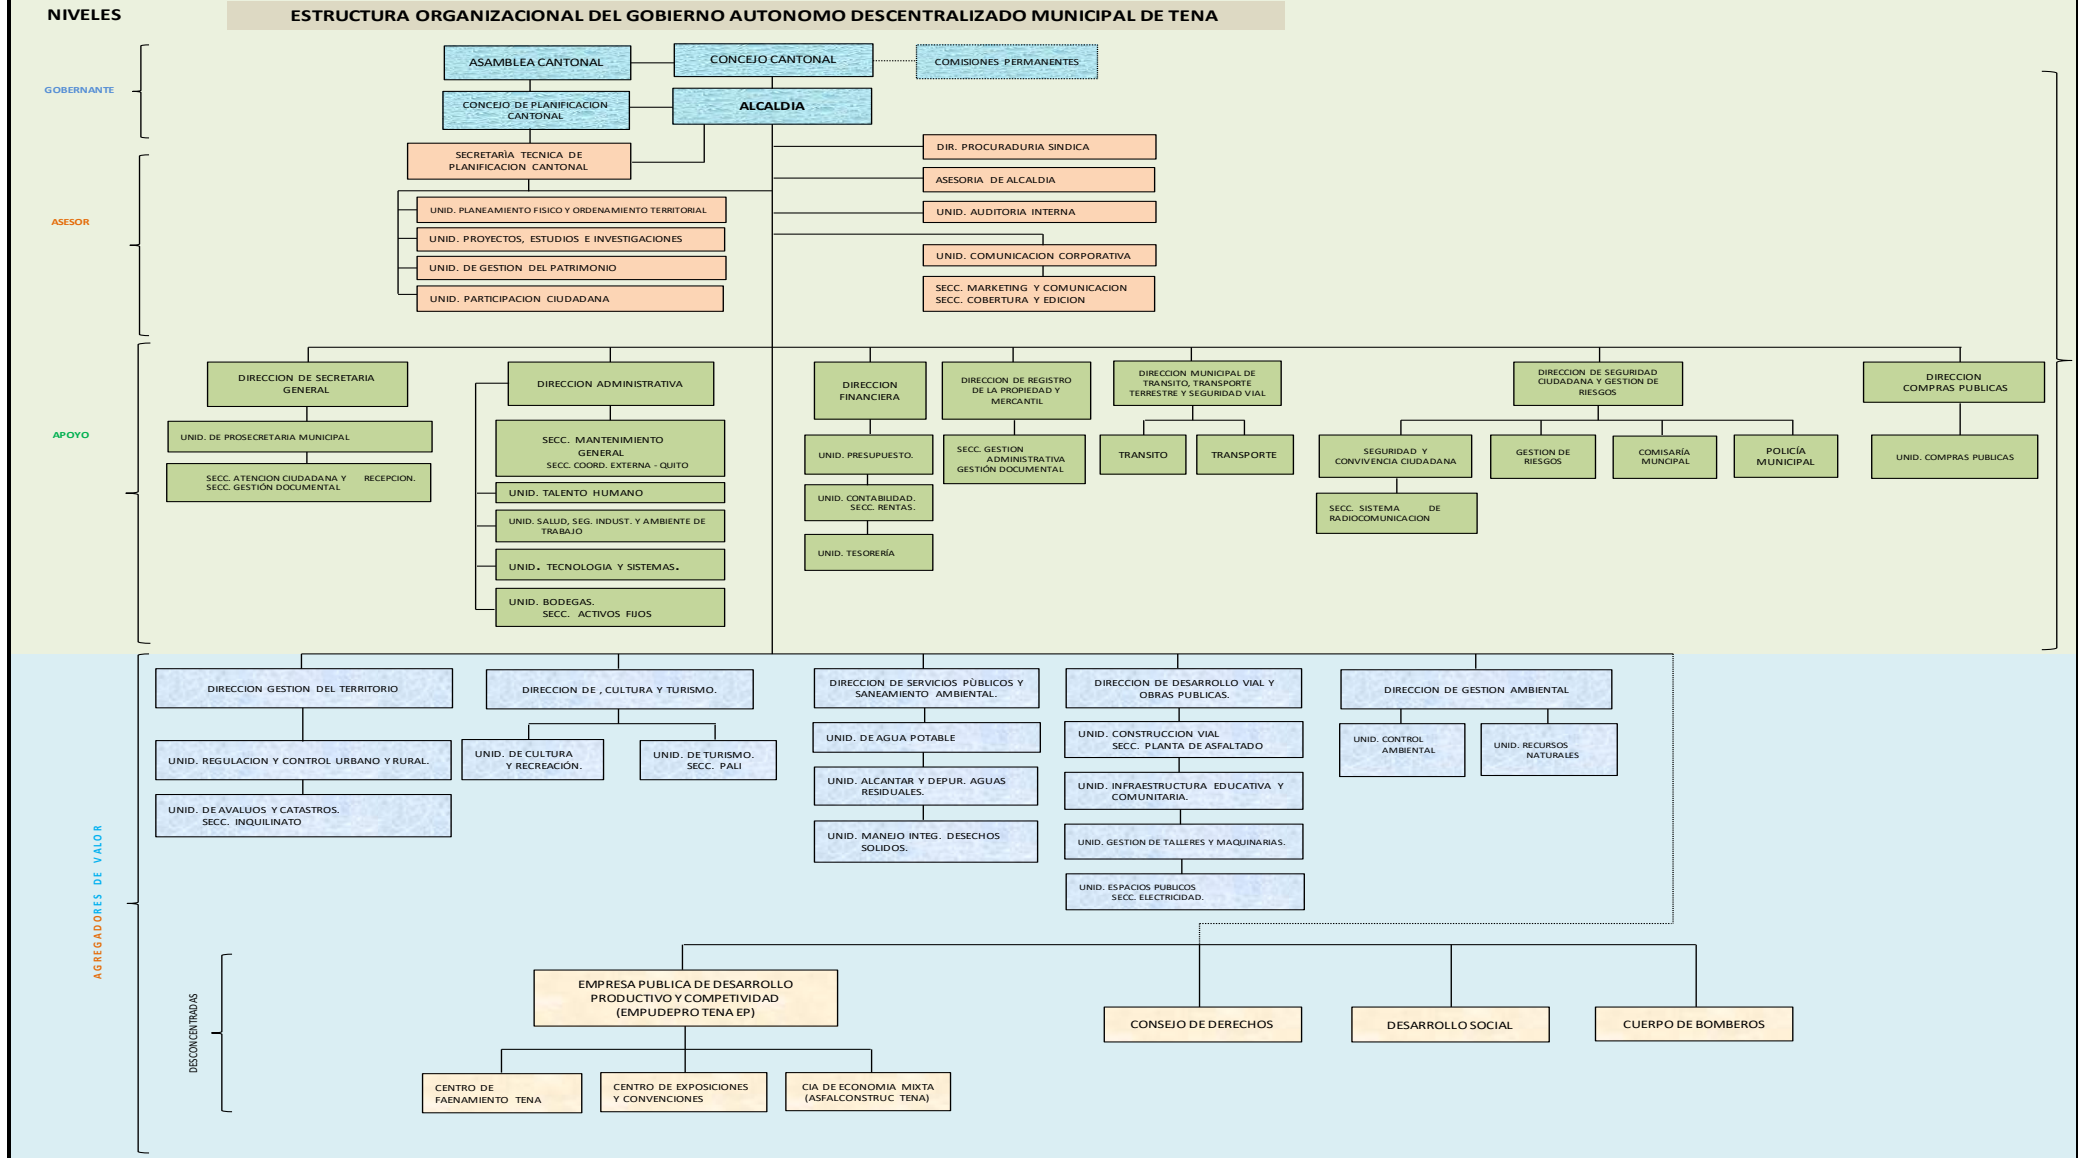 NIVELES
ESTRUCTURA ORGANIZACIONAL DEL GOBIERNO AUTONOMO DESCENTRALIZADO MUNICIPAL DE TENA
GOBERNANTE
ASAMBLEA CANTONAL
CONCEJO CANTONAL
COMISIONES PERMANENTES
CONCEJO DE PLANIFICACION
CANTONAL
ALCALDIA
ASESOR
SECRETARÌA TECNICA DE
PLANIFICACION CANTONAL
UNID. PLANEAMIENTO FISICO Y ORDENAMIENTO TERRITORIAL
UNID. PROYECTOS, ESTUDIOS E INVESTIGACIONES
UNID. DE GESTION DEL PATRIMONIO
UNID. PARTICIPACION CIUDADANA
DIR. PROCURADURIA SINDICA
ASESORIA DE ALCALDIA
UNID. AUDITORIA INTERNA
UNID. COMUNICACION CORPORATIVA
SECC. MARKETING Y COMUNICACION
SECC. COBERTURA Y EDICION
APOYO
DIRECCION DE SECRETARIA
GENERAL
UNID. DE PROSECRETARIA MUNICIPAL
SECC. ATENCION CIUDADANA Y RECEPCION.
SECC. GESTIÓN DOCUMENTAL
DIRECCION ADMINISTRATIVA
SECC. MANTENIMIENTO
GENERAL
SECC. COORD. EXTERNA - QUITO
UNID. TALENTO HUMANO
UNID. SALUD, SEG. INDUST. Y AMBIENTE DE
TRABAJO
UNID. TECNOLOGIA Y SISTEMAS.
UNID. BODEGAS.
SECC. ACTIVOS FIJOS
DIRECCION
FINANCIERA
UNID. PRESUPUESTO.
UNID. CONTABILIDAD.
SECC. RENTAS.
UNID. TESORERÍA
DIRECCION DE REGISTRO
DE LA PROPIEDAD Y
MERCANTIL
SECC. GESTION
ADMINISTRATIVA
GESTIÓN DOCUMENTAL
DIRECCION MUNICIPAL DE
TRANSITO, TRANSPORTE
TERRESTRE Y SEGURIDAD VIAL
TRANSITO
TRANSPORTE
DIRECCION DE SEGURIDAD
CIUDADANA Y GESTION DE
RIESGOS
SEGURIDAD Y
CONVIVENCIA CIUDADANA
SECC. SISTEMA DE
RADIOCOMUNICACION
GESTION DE
RIESGOS
COMISARÍA
MUNCIPAL
POLICÍA
MUNICIPAL
DIRECCION
COMPRAS PUBLICAS
UNID. COMPRAS PUBLICAS
AGREGADORES DE VALOR
DIRECCION GESTION DEL TERRITORIO
UNID. REGULACION Y CONTROL URBANO Y RURAL.
UNID. DE AVALUOS Y CATASTROS.
SECC. INQUILINATO
DIRECCION DE , CULTURA Y TURISMO.
UNID. DE CULTURA
Y RECREACIÓN.
UNID. DE TURISMO.
SECC. PALI
DIRECCION DE SERVICIOS PÙBLICOS Y
SANEAMIENTO AMBIENTAL.
UNID. DE AGUA POTABLE
UNID. ALCANTAR Y DEPUR. AGUAS
RESIDUALES.
UNID. MANEJO INTEG. DESECHOS
SOLIDOS.
DIRECCION DE DESARROLLO VIAL Y
OBRAS PUBLICAS.
UNID. CONSTRUCCION VIAL
SECC. PLANTA DE ASFALTADO
UNID. INFRAESTRUCTURA EDUCATIVA Y
COMUNITARIA.
UNID. GESTION DE TALLERES Y MAQUINARIAS.
UNID. ESPACIOS PUBLICOS
SECC. ELECTRICIDAD.
DIRECCION DE GESTION AMBIENTAL
UNID. CONTROL
AMBIENTAL
UNID. RECURSOS
NATURALES
DESCONCENTRADAS
EMPRESA PUBLICA DE DESARROLLO
PRODUCTIVO Y COMPETIVIDAD
(EMPUDEPRO TENA EP)
CENTRO DE
FAENAMIENTO TENA
CENTRO DE EXPOSICIONES
Y CONVENCIONES
CIA DE ECONOMIA MIXTA
(ASFALCONSTRUC TENA)
CONSEJO DE DERECHOS
DESARROLLO SOCIAL
CUERPO DE BOMBEROS